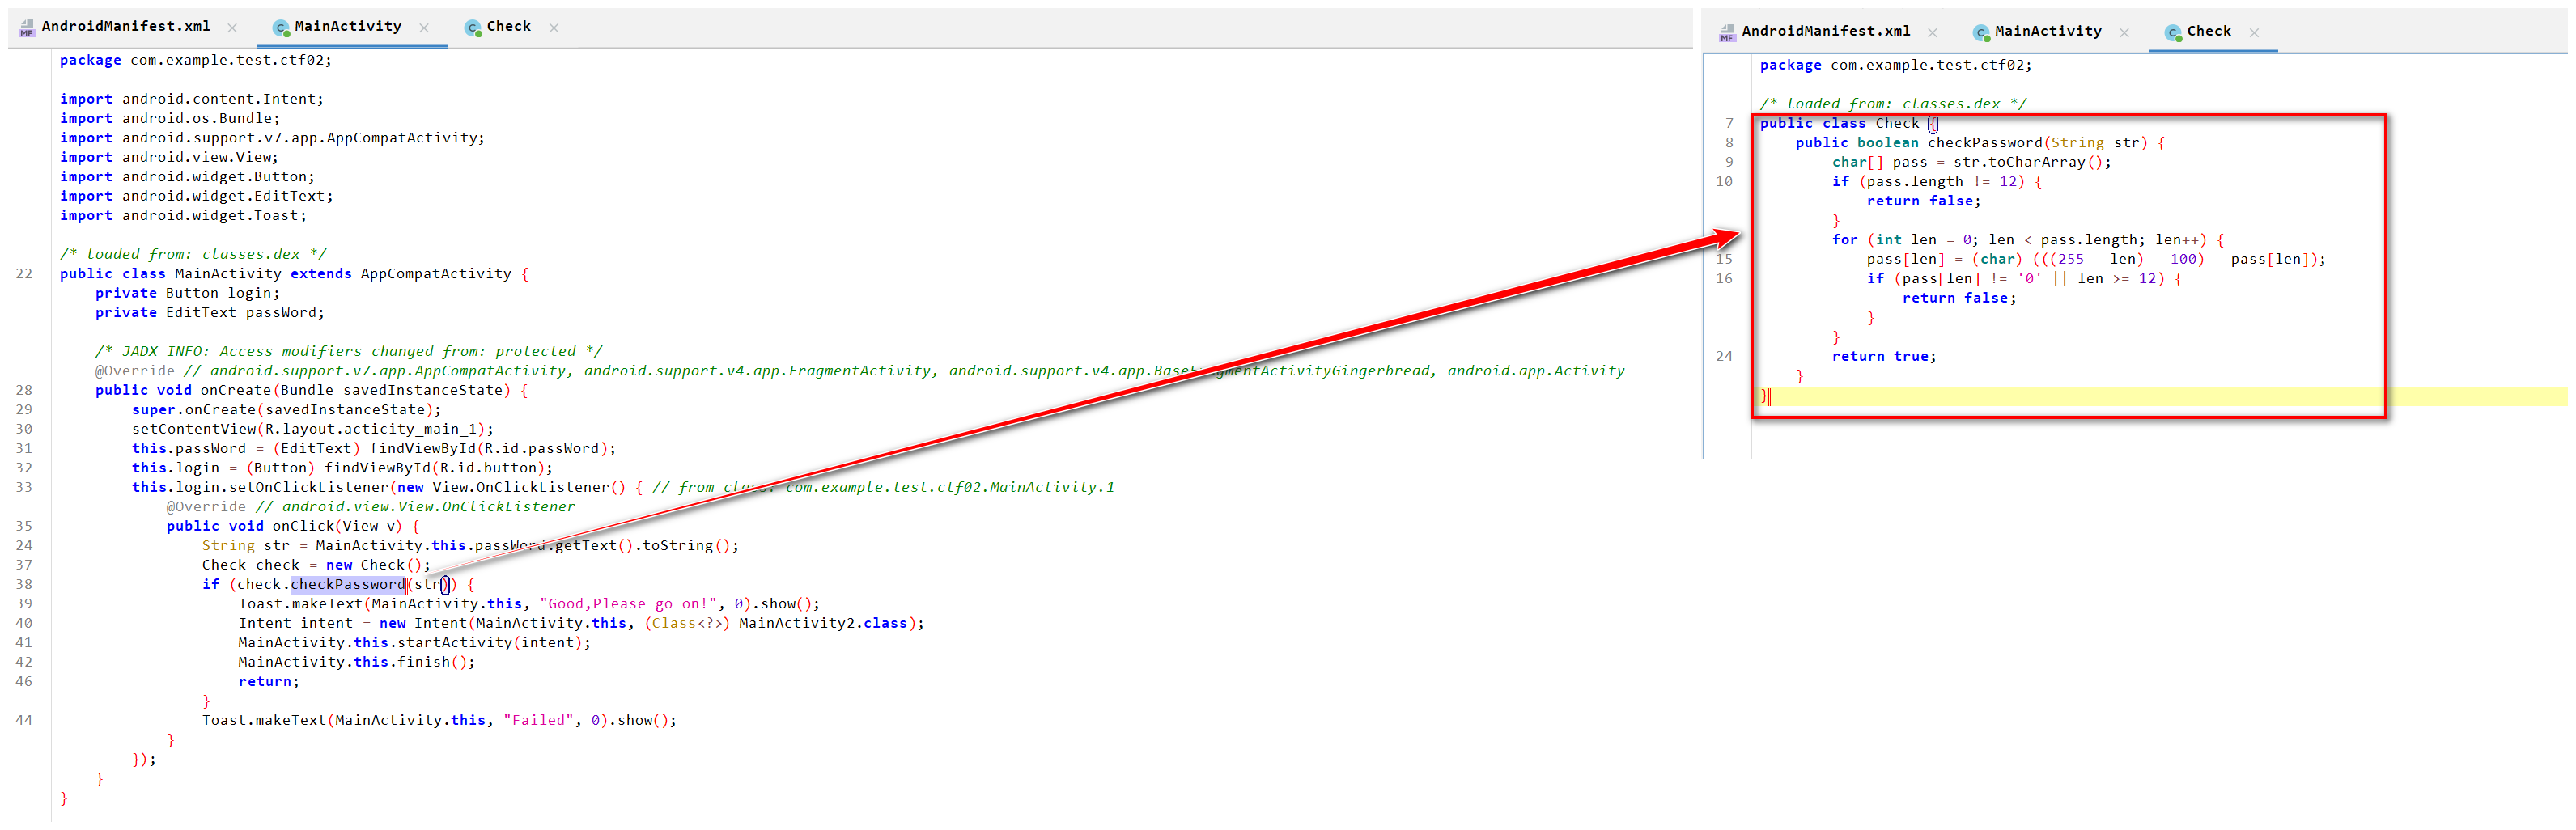 AndroidManifest.xml
MainActivity
Check
package com.example.test.ctf02;
import android.content.Intent;
import android.os.Bundle;
import android.support.v7.app.AppCompatActivity;
import android.view.View;
import android.widget.Button;
import android.widget.EditText;
import android.widget.Toast;
/* loaded from: classes.dex */
22 public class MainActivity extends AppCompatActivity {
private Button login;
private EditText passWord;
/* JADX INFO: Access modifiers changed from: protected */
@Override // android.support.v7.app.AppCompatActivity, android.support.v4.app.FragmentActivity, android.support.v4.app.BaseFragmentActivityGingerbread, android.app.Activity
28 public void onCreate(Bundle savedInstanceState) {
29 super.onCreate(savedInstanceState);
30 setContentView(R.layout.acticity_main_1);
31 this.passWord = (EditText) findViewById(R.id.passWord);
32 this.login = (Button) findViewById(R.id.button);
33 this.login.setOnClickListener(new View.OnClickListener() { // from class: com.example.test.ctf02.MainActivity.1
@Override // android.view.View.OnClickListener
35 public void onClick(View v) {
24 String str = MainActivity.this.passWord.getText().toString();
37 Check check = new Check();
38 if (check.checkPassword(str)) {
39 Toast.makeText(MainActivity.this, "Good,Please go on!", 0).show();
40 Intent intent = new Intent(MainActivity.this, (Class<?>) MainActivity2.class);
41 MainActivity.this.startActivity(intent);
42 MainActivity.this.finish();
46 return;
}
44 Toast.makeText(MainActivity.this, "Failed", 0).show();
}
});
}
}
AndroidManifest.xml
MainActivity
Check
package com.example.test.ctf02;
/* loaded from: classes.dex */
7 public class Check {
8 public boolean checkPassword(String str) {
9 char[] pass = str.toCharArray();
10 if (pass.length != 12) {
return false;
}
for (int len = 0; len < pass.length; len++) {
15 pass[len] = (char) (((255 - len) - 100) - pass[len]);
16 if (pass[len] != '0' || len >= 12) {
return false;
}
}
24 return true;
}
}